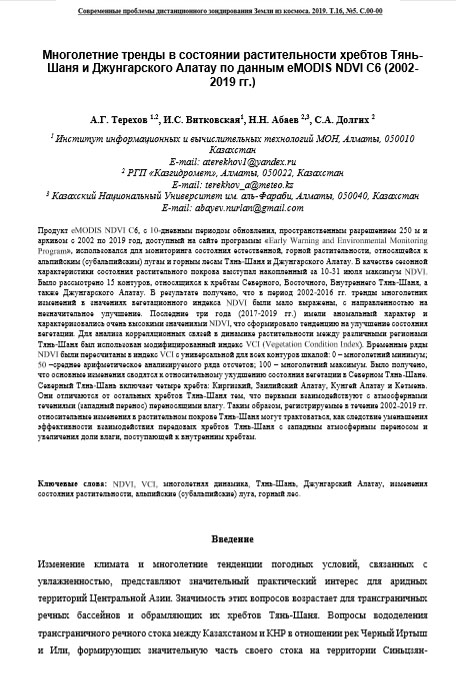 Современные проблемы дистанционного зондирования Земли из космоса. 2019. Т.16, №5. С.00-00
Многолетние тренды в состоянии растительности хребтов Тянь-
Шаня и Джунгарского Алатау по данным eMODIS NDVI C6 (2002-
2019 гг.)
А.Г. Терехов 1,2, И.С. Витковская1, Н.Н. Абаев 2,3, С.А. Долгих 2
1 Институт информационных и вычислительных технологий МОН, Алматы, 050010
Казахстан
E-mail: aterekhov1@yandex.ru
2 РГП «Казгидромет», Алматы, 050022, Казахстан
E-mail: terekhov_a@meteo.kz
3 Казахский Национальный Университет им. аль-Фараби, Алматы, 050040, Казахстан
E-mail: abayev.nurlan@gmail.com
Продукт eMODIS NDVI C6, с 10-дневным периодом обновления, пространственным разрешением 250 м и
архивом с 2002 по 2019 год, доступный на сайте программы «Early Warning and Environmental Monitoring
Program», использовался для мониторинга состояния естественной, горной растительности, относящейся к
альпийским (субальпийским) лугам и горным лесам Тянь-Шаня и Джунгарского Алатау. В качестве сезонной
характеристики состояния растительного покрова выступал накопленный за 10-31 июля максимум NDVI.
Было рассмотрено 15 контуров, относящихся к хребтам Северного, Восточного, Внутреннего Тянь-Шаня, а
также Джунгарского Алатау. В результате получено, что в период 2002-2016 гг. тренды многолетних
изменений в значениях вегетационного индекса NDVI были мало выражены, с направленностью на
незначительное улучшение. Последние три года (2017-2019 гг.) имели аномальный характер и
характеризовались очень высокими значениями NDVI, что сформировало тенденцию на улучшение состояния
вегетации. Для анализа корреляционных связей в динамике растительности между различными регионами
Тянь-Шаня был использован модифицированный индекс VCI (Vegetation Condition Index). Временные ряды
NDVI были пересчитаны в индекс VCI с универсальной для всех контуров шкалой: 0 – многолетний минимум;
50 –среднее арифметическое анализируемого ряда отсчетов; 100 – многолетний максимум. Было получено,
что основные изменения сводятся к относительному ухудшению состояния вегетации в Северном Тянь-Шане.
Северный Тянь-Шань включает четыре хребта: Киргизкий, Заилийский Алатау, Кунгей Алатау и Кетмень.
Они отличаются от остальных хребтов Тянь-Шаня тем, что первыми взаимодействуют с атмосферными
течениями (западный перенос) переносящими влагу. Таким образом, регистрируемые в течение 2002-2019 гг.
относительные изменения в растительном покрове Тянь-Шаня могут трактоваться, как следствие уменьшения
эффективности взаимодействия передовых хребтов Тянь-Шаня с западным атмосферным переносом и
увеличения доли влаги, поступающей к внутренним хребтам.
Ключевые слова: NDVI, VCI, многолетняя динамика, Тянь-Шань, Джунгарский Алатау, изменения
состояния растительности, альпийские (субальпийские) луга, горный лес.
Введение
Изменение климата и многолетние тенденции погодных условий, связанных с
увлажненностью, представляют значительный практический интерес для аридных
территорий Центральной Азии. Значимость этих вопросов возрастает для трансграничных
речных бассейнов и обрамляющих их хребтов Тянь-Шаня. Вопросы вододеления
трансграничного речного стока между Казахстаном и КНР в отношении рек Черный Иртыш
и Или, формирующих значительную часть своего стока на территории Синьцзян-